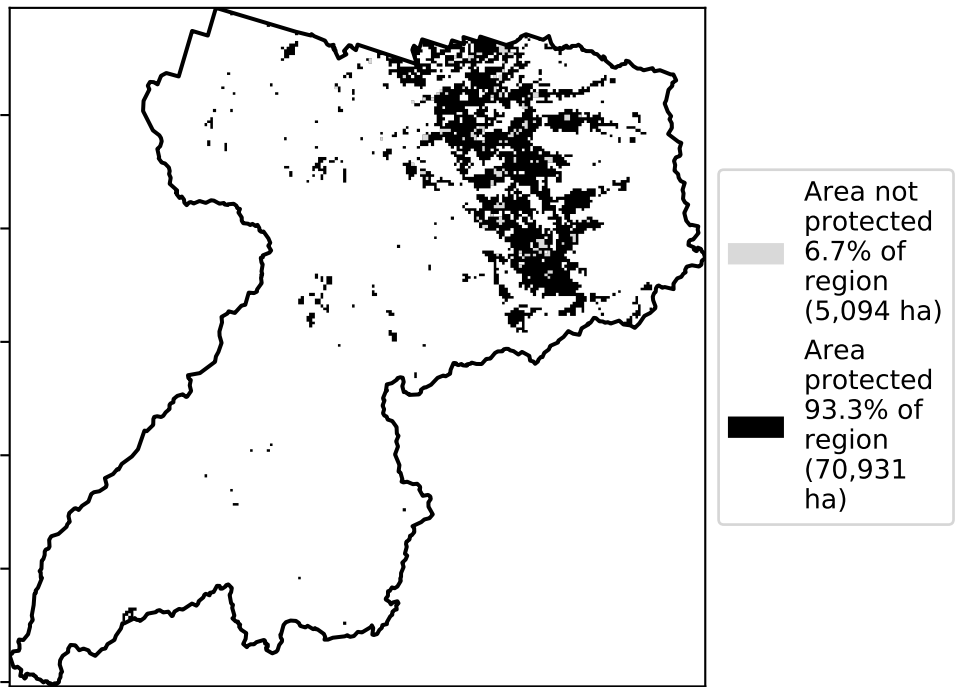 Area not
protected
6.7% of
region
(5,094 ha)
Area
protected
93.3% of
region
(70,931
ha)